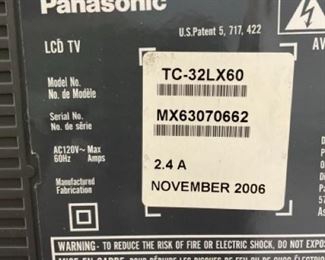 Panasonic
U.S.Patent 5, 717, 422
LCD TV
AV
Model No.
No. de Modèle
TC-32LX60
Serial No.
No. de série
MX63070662
AC120V~ Max
60Hz Amps
2.4 A
Manufactured
Fabrication
NOVEMBER 2006
WARNING - TO REDUCE THE RISK OF FIRE OR ELECTRIC SHOCK, DO NOT EX